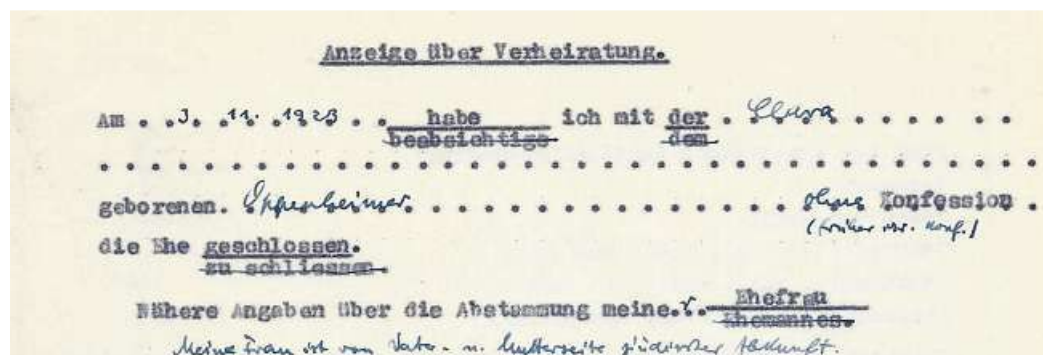 Anzeige über Verheiratung.
Am . . 3. 11. 1923 . . habe ich mit der . Clara . . . . . .
beabsichtige dem
geborenen. Eppenheimer. . . . . . . . . . . . . . . ohne Konfession .
(früher isr. Konf.)
die Ehe geschlossen.
zu schliessen.
Nähere Angaben über die Abstammung meine.r. Ehefrau
Ehemannes.
Meine Frau ist von Vater- u. Mutterseite jüdischer Abkunft.